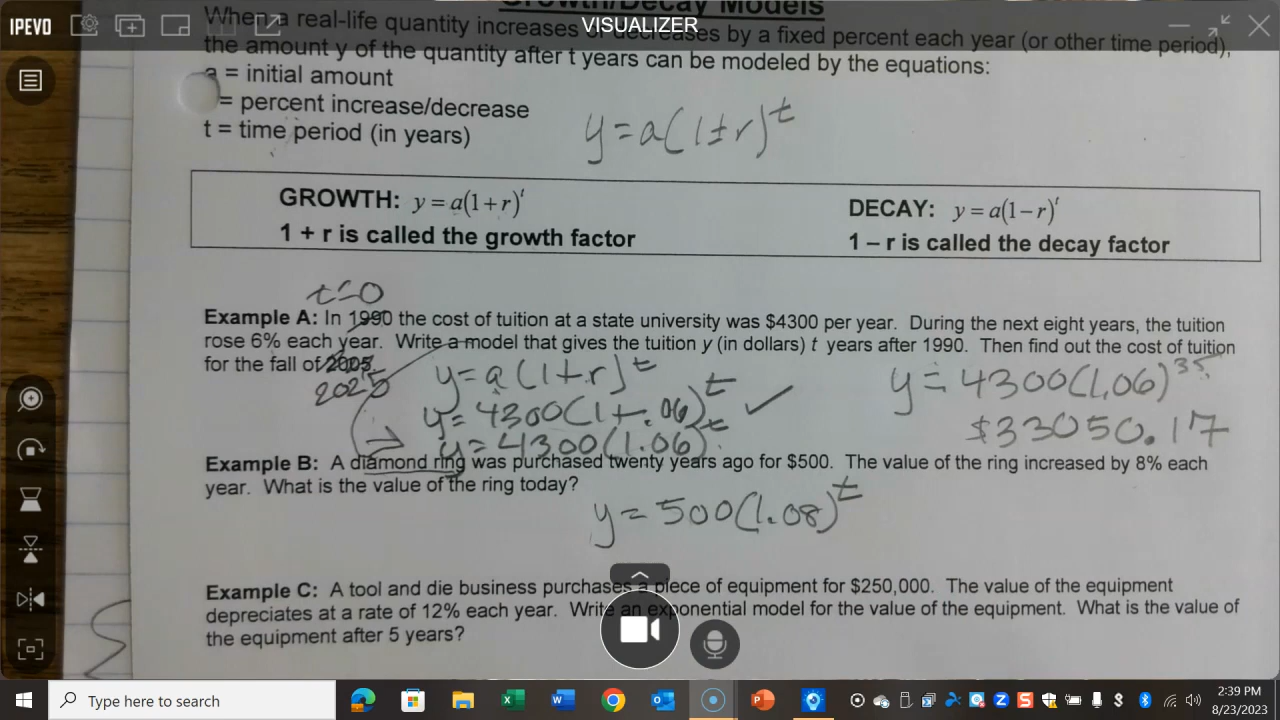 Growth/Decay Models
IPEVO
VISUALIZER
When a real-life quantity increases or decreases by a fixed percent each year (or other time period),
the amount y of the quantity after t years can be modeled by the equations:
a = initial amount
= percent increase/decrease
t = time period (in years)
y = a(1±r)^t
GROWTH: y = a(1+r)^t
1 + r is called the growth factor
DECAY: y = a(1−r)^t
1 – r is called the decay factor
t=0
Example A: In 1990 the cost of tuition at a state university was $4300 per year. During the next eight years, the tuition
rose 6% each year. Write a model that gives the tuition y (in dollars) t years after 1990. Then find out the cost of tuition
for the fall of 2005.
2025
y=a(1+r)^t
y=4300(1+.06)^t ✓
y=4300(1.06)^t
y=4300(1.06)^35
$33050.17
Example B: A diamond ring was purchased twenty years ago for $500. The value of the ring increased by 8% each
year. What is the value of the ring today?
y=500(1.08)^t
Example C: A tool and die business purchases a piece of equipment for $250,000. The value of the equipment
depreciates at a rate of 12% each year. Write an exponential model for the value of the equipment. What is the value of
the equipment after 5 years?
Type here to search
2:39 PM
8/23/2023